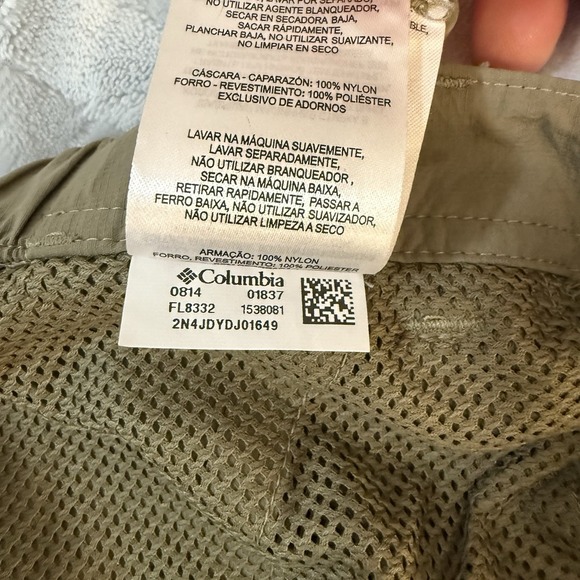 NO UTILIZAR AGENTE BLANQUEADOR,
SECAR EN SECADORA BAJA,
SACAR RÁPIDAMENTE,
PLANCHAR BAJA, NO UTILIZAR SUAVIZANTE,
NO LIMPIAR EN SECO
CÁSCARA - CAPARAZÓN: 100% NYLON
FORRO - REVESTIMIENTO: 100% POLIÉSTER
EXCLUSIVO DE ADORNOS
LAVAR NA MÁQUINA SUAVEMENTE,
LAVAR SEPARADAMENTE,
NÃO UTILIZAR BRANQUEADOR,
SECAR NA MÁQUINA BAIXA,
RETIRAR RAPIDAMENTE, PASSAR A
FERRO BAIXA, NÃO UTILIZAR SUAVIZADOR,
NÃO UTILIZAR LIMPEZA A SECO
ARMAÇÃO: 100% NYLON
FORRO, REVESTIMENTO: 100% POLIESTER
Columbia
0814 01837
FL8332 1538081
2N4JDYDJ01649